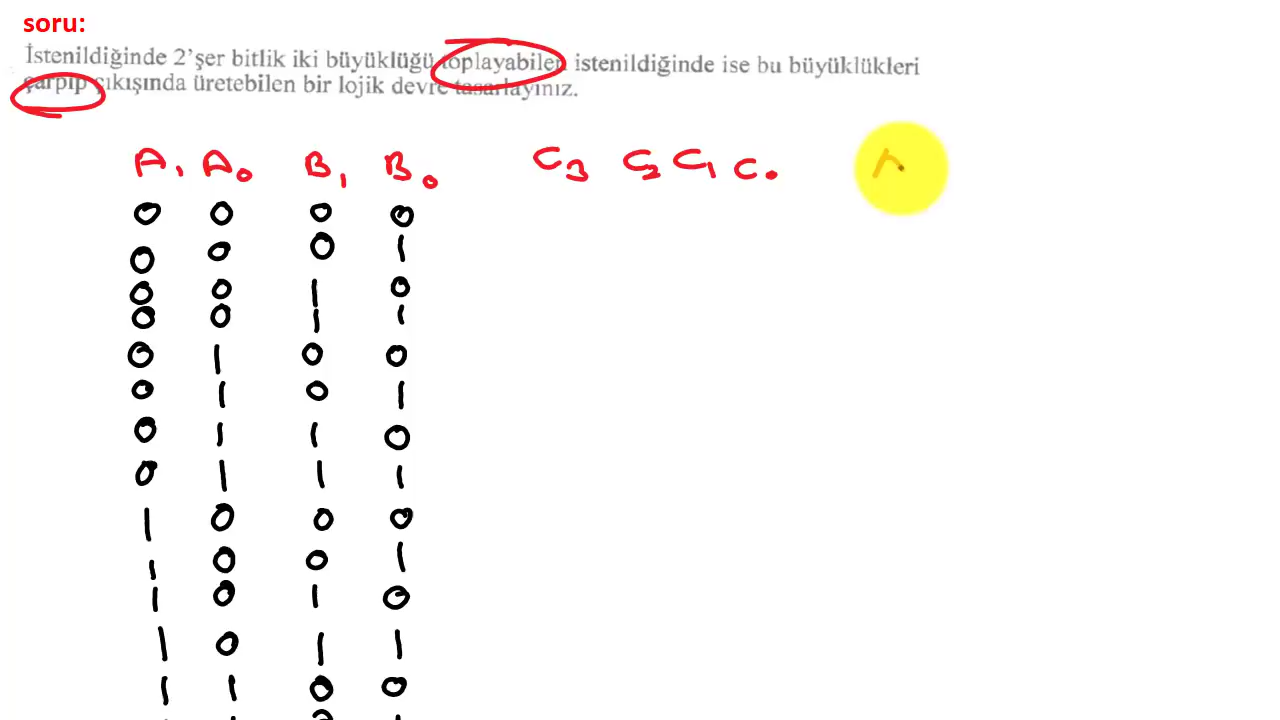 soru:
İstenildiğinde 2'şer bitlik iki büyüklüğü toplayabilen istenildiğinde ise bu büyüklükleri
çarpıp çıkışında üretebilen bir lojik devre tasarlayınız.
A₁ A₀ B₁ B₀ C₃ C₂ C₁ C₀
0 0 0 0
0 0 0 1
0 0 1 0
0 0 1 1
0 1 0 0
0 1 0 1
0 1 1 0
0 1 1 1
1 0 0 0
1 0 0 1
1 0 1 0
1 0 1 1
1 1 0 0